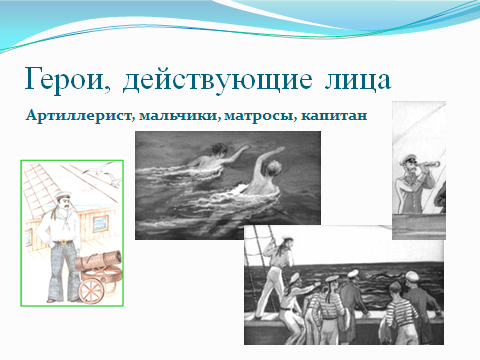 Герои, действующие лица
Артиллерист, мальчики, матросы, капитан